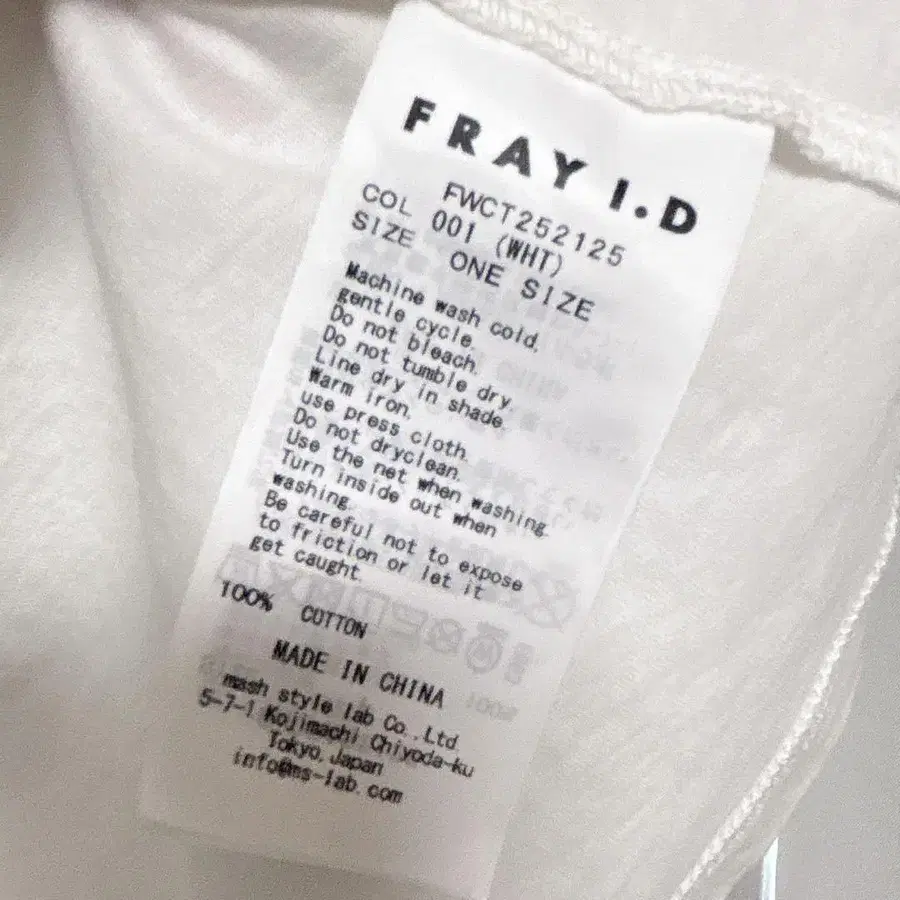 FRAY I.D
FWCT252125
COL 001 (WHT)
SIZE ONE SIZE
Machine wash cold.
gentle cycle.
Do not bleach.
Do not tumble dry.
Line dry in shade.
Warm iron,
use press cloth.
Do not dryclean.
Use the net when washing.
Turn inside out when
washing.
Be careful not to expose
to friction or let it
get caught.
100% COTTON
MADE IN CHINA
mash style lab Co.,Ltd.
5-7-1 Kojimachi Chiyoda-ku
Tokyo,Japan
info@ms-lab.com